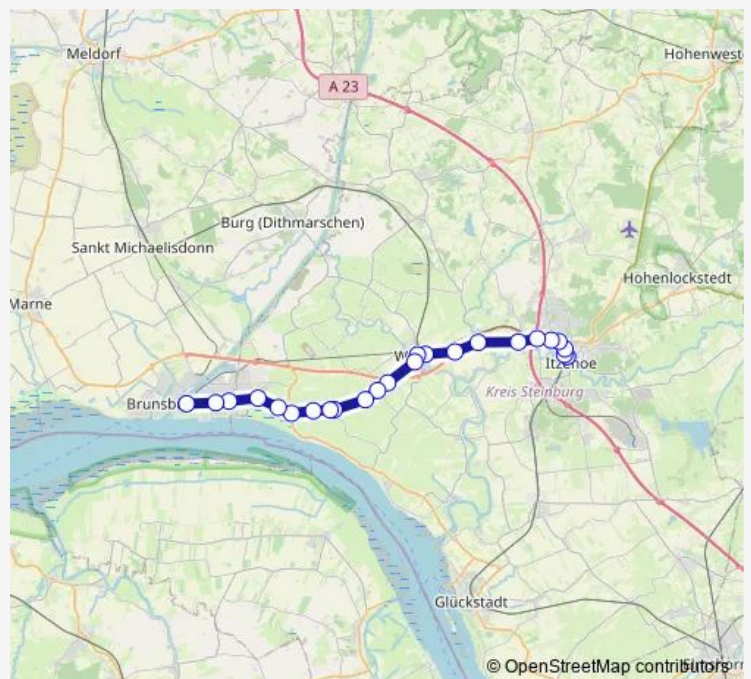 Meldorf
Hohenwest
A 23
Burg (Dithmarschen)
Sankt Michaelisdonn
Hohenlockstedt
Marne
W
Itzehoe
Kreis Steinburg
Brunsb
Glückstadt
© OpenStreetMap contributors